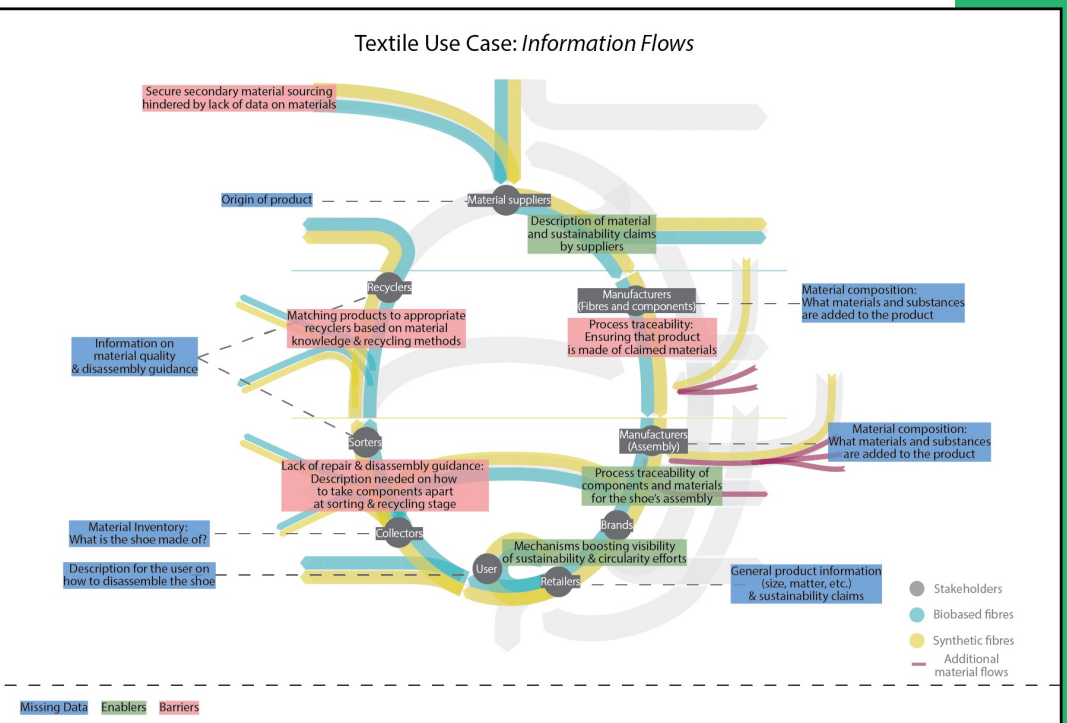 Textile Use Case: Information Flows
Secure secondary material sourcing
hindered by lack of data on materials
Origin of product
Material suppliers
Description of material
and sustainability claims
by suppliers
Recyclers
Manufacturers
(Fibres and components)
Material composition:
What materials and substances
are added to the product
Matching products to appropriate
recyclers based on material
knowledge & recycling methods
Process traceability:
Ensuring that product
is made of claimed materials
Information on
material quality
& disassembly guidance
Sorters
Manufacturers
(Assembly)
Material composition:
What materials and substances
are added to the product
Lack of repair & disassembly guidance:
Description needed on how
to take components apart
at sorting & recycling stage
Process traceability of
components and materials
for the shoe's assembly
Material Inventory:
What is the shoe made of?
Collectors
Brands
Mechanisms boosting visibility
of sustainability & circularity efforts
Description for the user on
how to disassemble the shoe
User
Retailers
General product information
(size, matter, etc.)
& sustainability claims
Stakeholders
Biobased fibres
Synthetic fibres
Additional
material flows
Missing Data
Enablers
Barriers